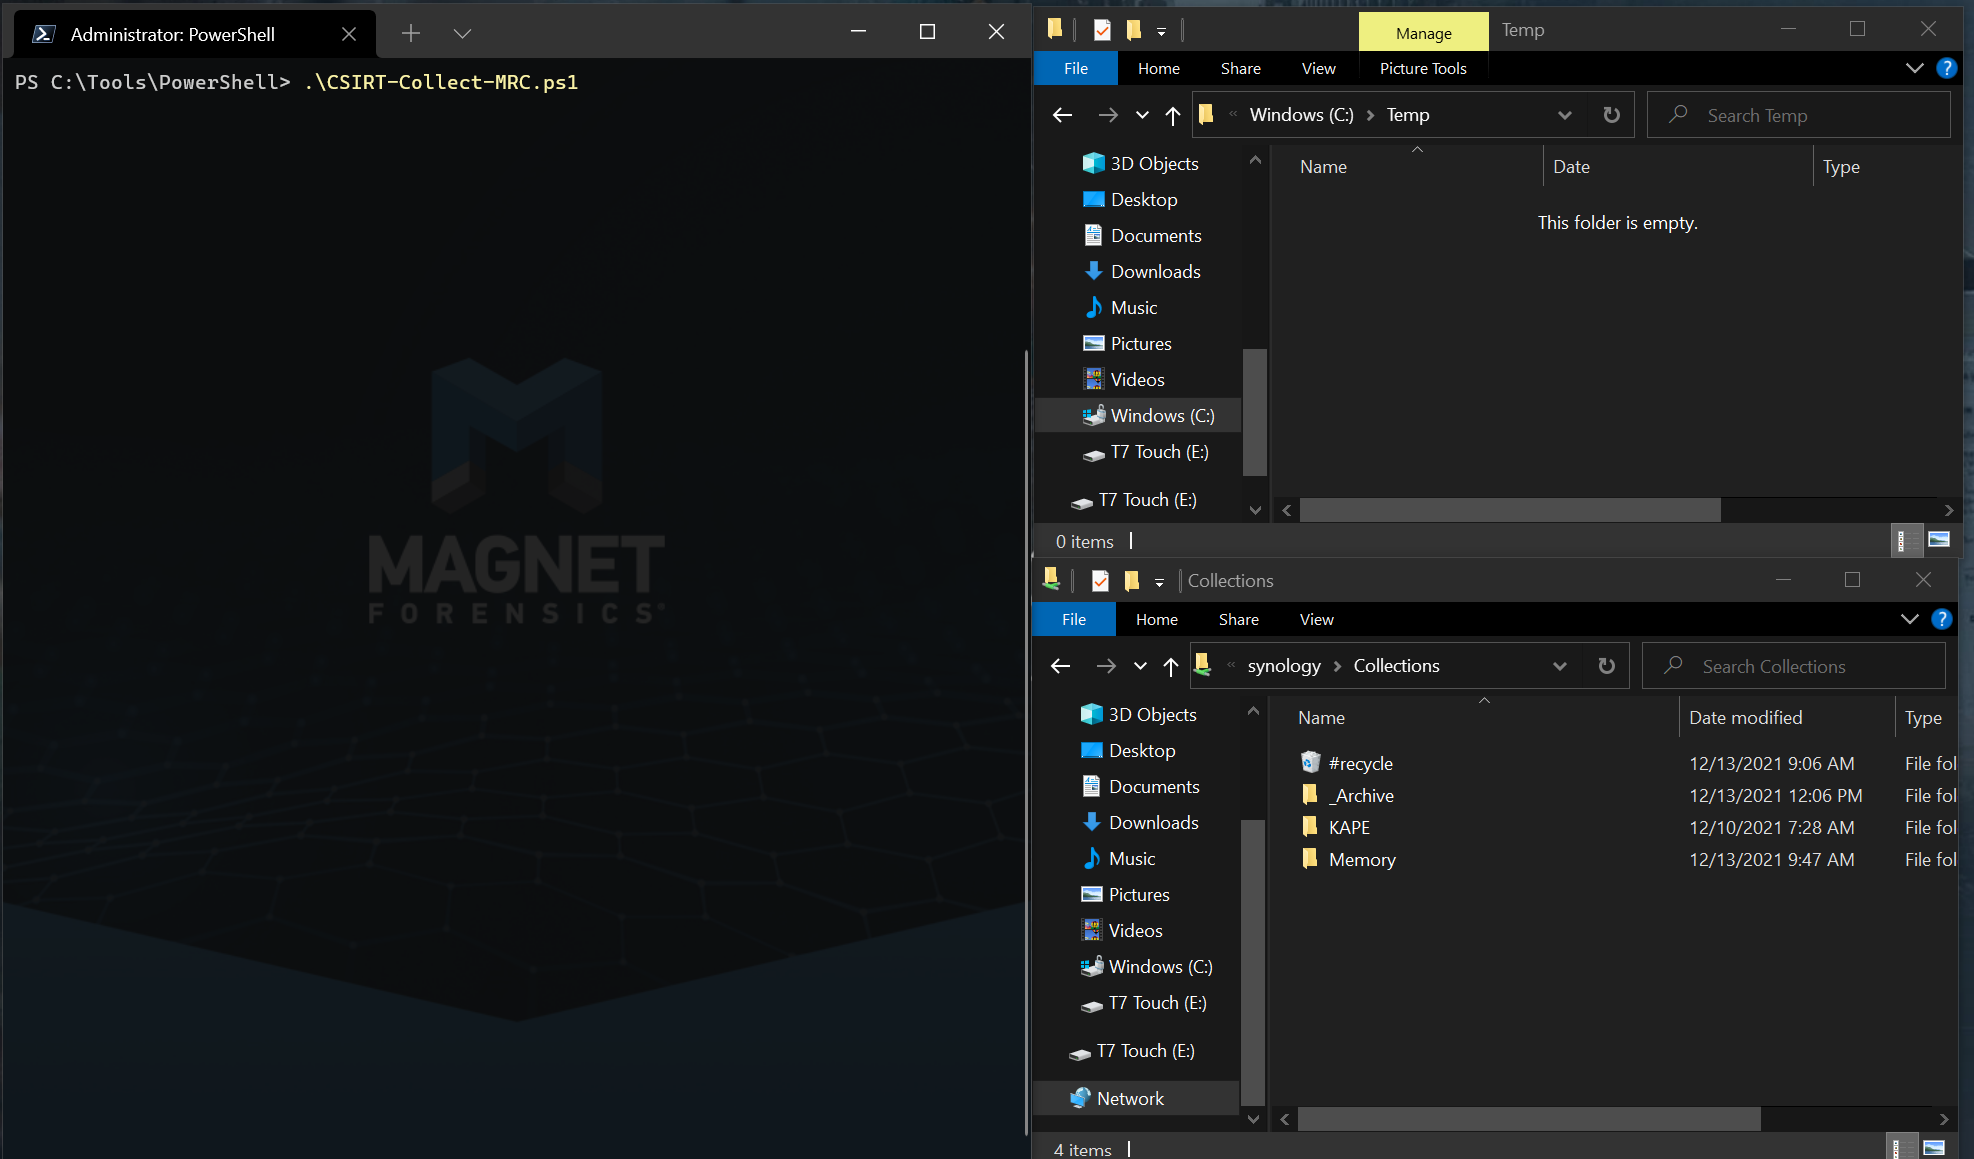 Administrator: PowerShell
PS C:\Tools\PowerShell> .\CSIRT-Collect-MRC.ps1
MAGNET
FORENSICS®
Manage
Temp
File Home Share View Picture Tools
« Windows (C:) > Temp
Search Temp
3D Objects
Desktop
Documents
Downloads
Music
Pictures
Videos
Windows (C:)
T7 Touch (E:)
T7 Touch (E:)
Name Date Type
This folder is empty.
0 items
Collections
File Home Share View
« synology > Collections
Search Collections
3D Objects
Desktop
Documents
Downloads
Music
Pictures
Videos
Windows (C:)
T7 Touch (E:)
T7 Touch (E:)
Network
Name Date modified Type
#recycle 12/13/2021 9:06 AM File fol
_Archive 12/13/2021 12:06 PM File fol
KAPE 12/10/2021 7:28 AM File fol
Memory 12/13/2021 9:47 AM File fol
4 items